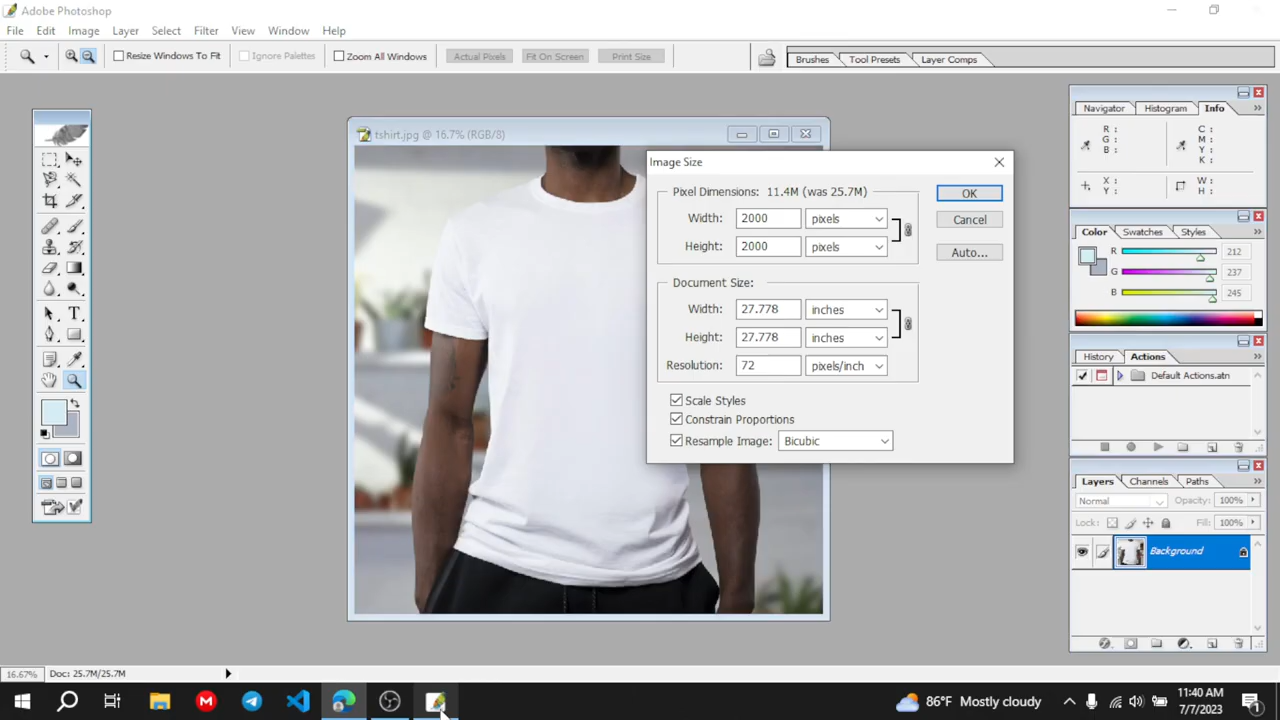 Adobe Photoshop
File Edit Image Layer Select Filter View Window Help
Resize Windows To Fit Ignore Palettes Zoom All Windows Actual Pixels Fit On Screen Print Size Brushes Tool Presets Layer Comps
tshirt.jpg @ 16.7% (RGB/8)
Image Size
Pixel Dimensions: 11.4M (was 25.7M)
Width: 2000 pixels
Height: 2000 pixels
OK
Cancel
Auto...
Document Size:
Width: 27.778 inches
Height: 27.778 inches
Resolution: 72 pixels/inch
Scale Styles
Constrain Proportions
Resample Image: Bicubic
Navigator Histogram Info
R : C :
G : M :
B : Y :
K :
X : W :
Y : H :
Color Swatches Styles
R 212
G 237
B 245
History Actions
Default Actions.atn
Layers Channels Paths
Normal Opacity: 100%
Lock: Fill: 100%
Background
16.67% Doc: 25.7M/25.7M
86°F Mostly cloudy
11:40 AM
7/7/2023
1